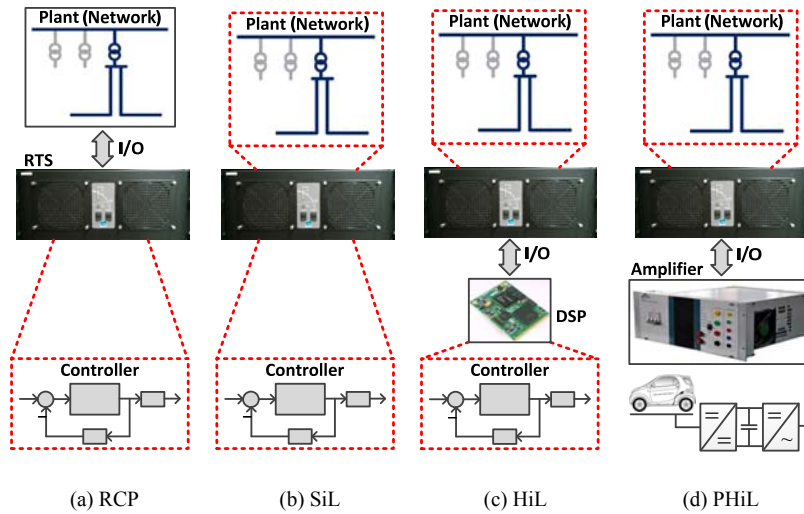 Plant (Network)
I/O
RTS
Controller
(a) RCP
Plant (Network)
Controller
(b) SiL
Plant (Network)
I/O
DSP
Controller
(c) HiL
Plant (Network)
I/O
Amplifier
(d) PHiL